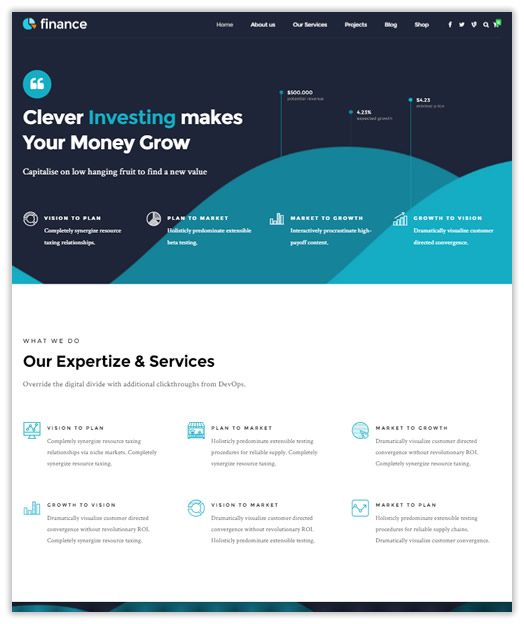 finance
Home About us Our Services Projects Blog Shop
$500.000
potential revenue
4.23%
expected growth
$4.23
Clever Investing makes
Your Money Grow
Capitalise on low hanging fruit to find a new value
VISION TO PLAN
Completely synergize resource
taxing relationships.
PLAN TO MARKET
Holisticly predominate extensible
beta testing.
MARKET TO GROWTH
Interactively procrastinate high-
payoff content.
GROWTH TO VISION
Dramatically visualize customer
directed convergence.
WHAT WE DO
Our Expertize & Services
Override the digital divide with additional clickthroughs from DevOps.
VISION TO PLAN
Completely synergize resource taxing
relationships via niche markets. Completely
synergize resource taxing.
PLAN TO MARKET
Holisticly predominate extensible testing
procedures for reliable supply. Completely
synergize resource taxing.
MARKET TO GROWTH
Dramatically visualize customer directed
convergence without revolutionary ROI.
Completely synergize resource taxing.
GROWTH TO VISION
Dramatically visualize customer directed
convergence without revolutionary ROI.
Completely synergize resource taxing.
VISION TO MARKET
Dramatically visualize customer directed
convergence without revolutionary ROI.
Holisticly predominate extensible testing.
MARKET TO PLAN
Holisticly predominate extensible testing
procedures for reliable supply chains.
Dramatically visualize customer convergence.